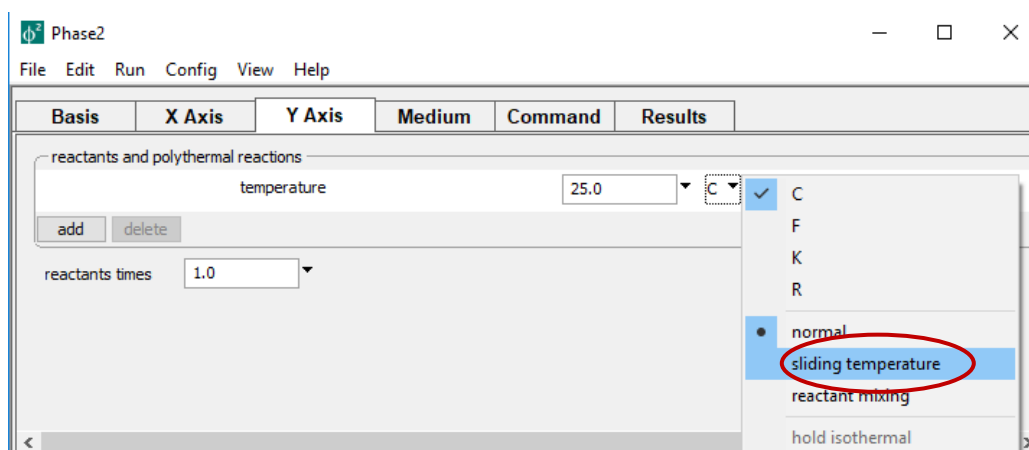 ϕ² Phase2
File Edit Run Config View Help
Basis X Axis Y Axis Medium Command Results
reactants and polythermal reactions
temperature 25.0 C
add delete
reactants times 1.0
C
F
K
R
normal
sliding temperature
reactant mixing
hold isothermal